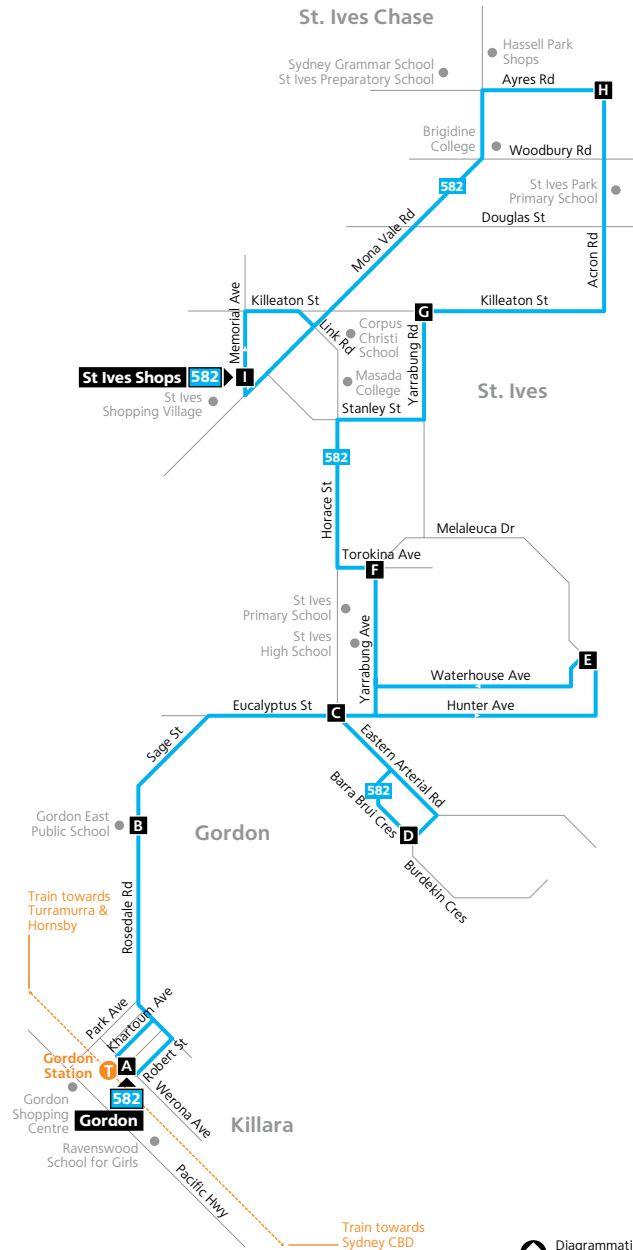 St. Ives Chase
Hassell Park
Shops
Sydney Grammar School
St Ives Preparatory School
Ayres Rd
H
Brigidine
College
Woodbury Rd
582
St Ives Park
Primary School
Mona Vale Rd
Douglas St
Acron Rd
Memorial Ave
Killeaton St
G
Killeaton St
Link Rd
Corpus
Christi
School
Yarrabung Rd
St Ives Shops
582
I
Masada
College
St. Ives
St Ives
Shopping Village
Stanley St
582
Horace St
Melaleuca Dr
Torokina Ave
F
St Ives
Primary School
St Ives
High School
Yarrabung Ave
E
Waterhouse Ave
Eucalyptus St
C
Hunter Ave
Sage St
Eastern Arterial Rd
582
Barra Brui Cres
Gordon East
Public School
B
Gordon
D
Burdekin Cres
Train towards
Turramurra &
Hornsby
Rosedale Rd
Park Ave
Khartoum Ave
Gordon
Station
T
A
Robert St
Werona Ave
582
Gordon
Gordon
Shopping
Centre
Killara
Ravenswood
School for Girls
Pacific Hwy
Train towards
Sydney CBD
Diagrammati